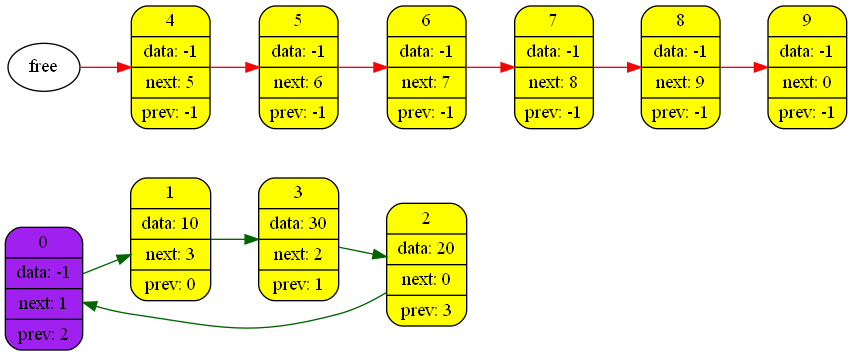 free
4
data: -1
next: 5
prev: -1
5
data: -1
next: 6
prev: -1
6
data: -1
next: 7
prev: -1
7
data: -1
next: 8
prev: -1
8
data: -1
next: 9
prev: -1
9
data: -1
next: 0
prev: -1
0
data: -1
next: 1
prev: 2
1
data: 10
next: 3
prev: 0
3
data: 30
next: 2
prev: 1
2
data: 20
next: 0
prev: 3